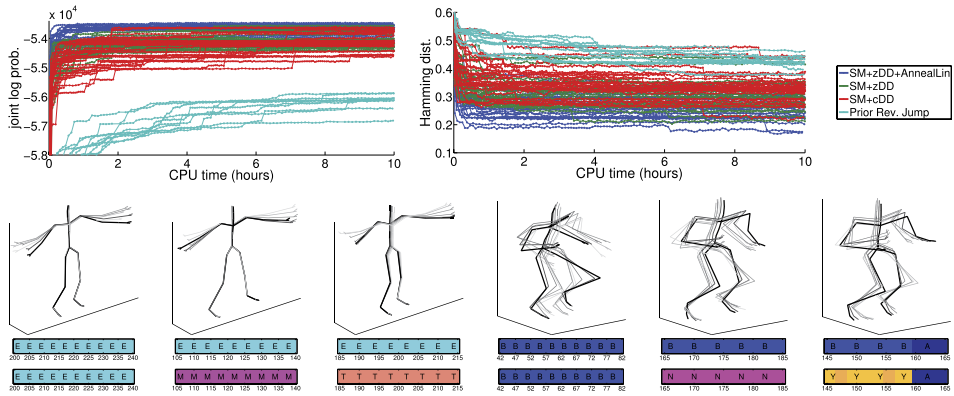 x 10⁴
−5.4
−5.5
−5.6
−5.7
−5.8
joint log prob.
0 2 4 6 8 10
CPU time (hours)
0.6
0.5
0.4
0.3
0.2
0.1
Hamming dist.
0 2 4 6 8 10
CPU time (hours)
SM+zDD+AnnealLin
SM+zDD
SM+cDD
Prior Rev. Jump
E E E E E E E E
200 205 210 215 220 225 230 235 240
E E E E E E E
105 110 115 120 125 130 135 140
E E E E E E
185 190 195 200 205 210 215
B B B B B B B B
42 47 52 57 62 67 72 77 82
B B B B
165 170 175 180 185
B B B A
145 150 155 160 165
E E E E E E E E
200 205 210 215 220 225 230 235 240
M M M M M M M M
105 110 115 120 125 130 135 140
T T T T T T T
185 190 195 200 205 210 215
B B B B B B B B
42 47 52 57 62 67 72 77 82
N N N N N
165 170 175 180 185
Y Y Y Y A
145 150 155 160 165